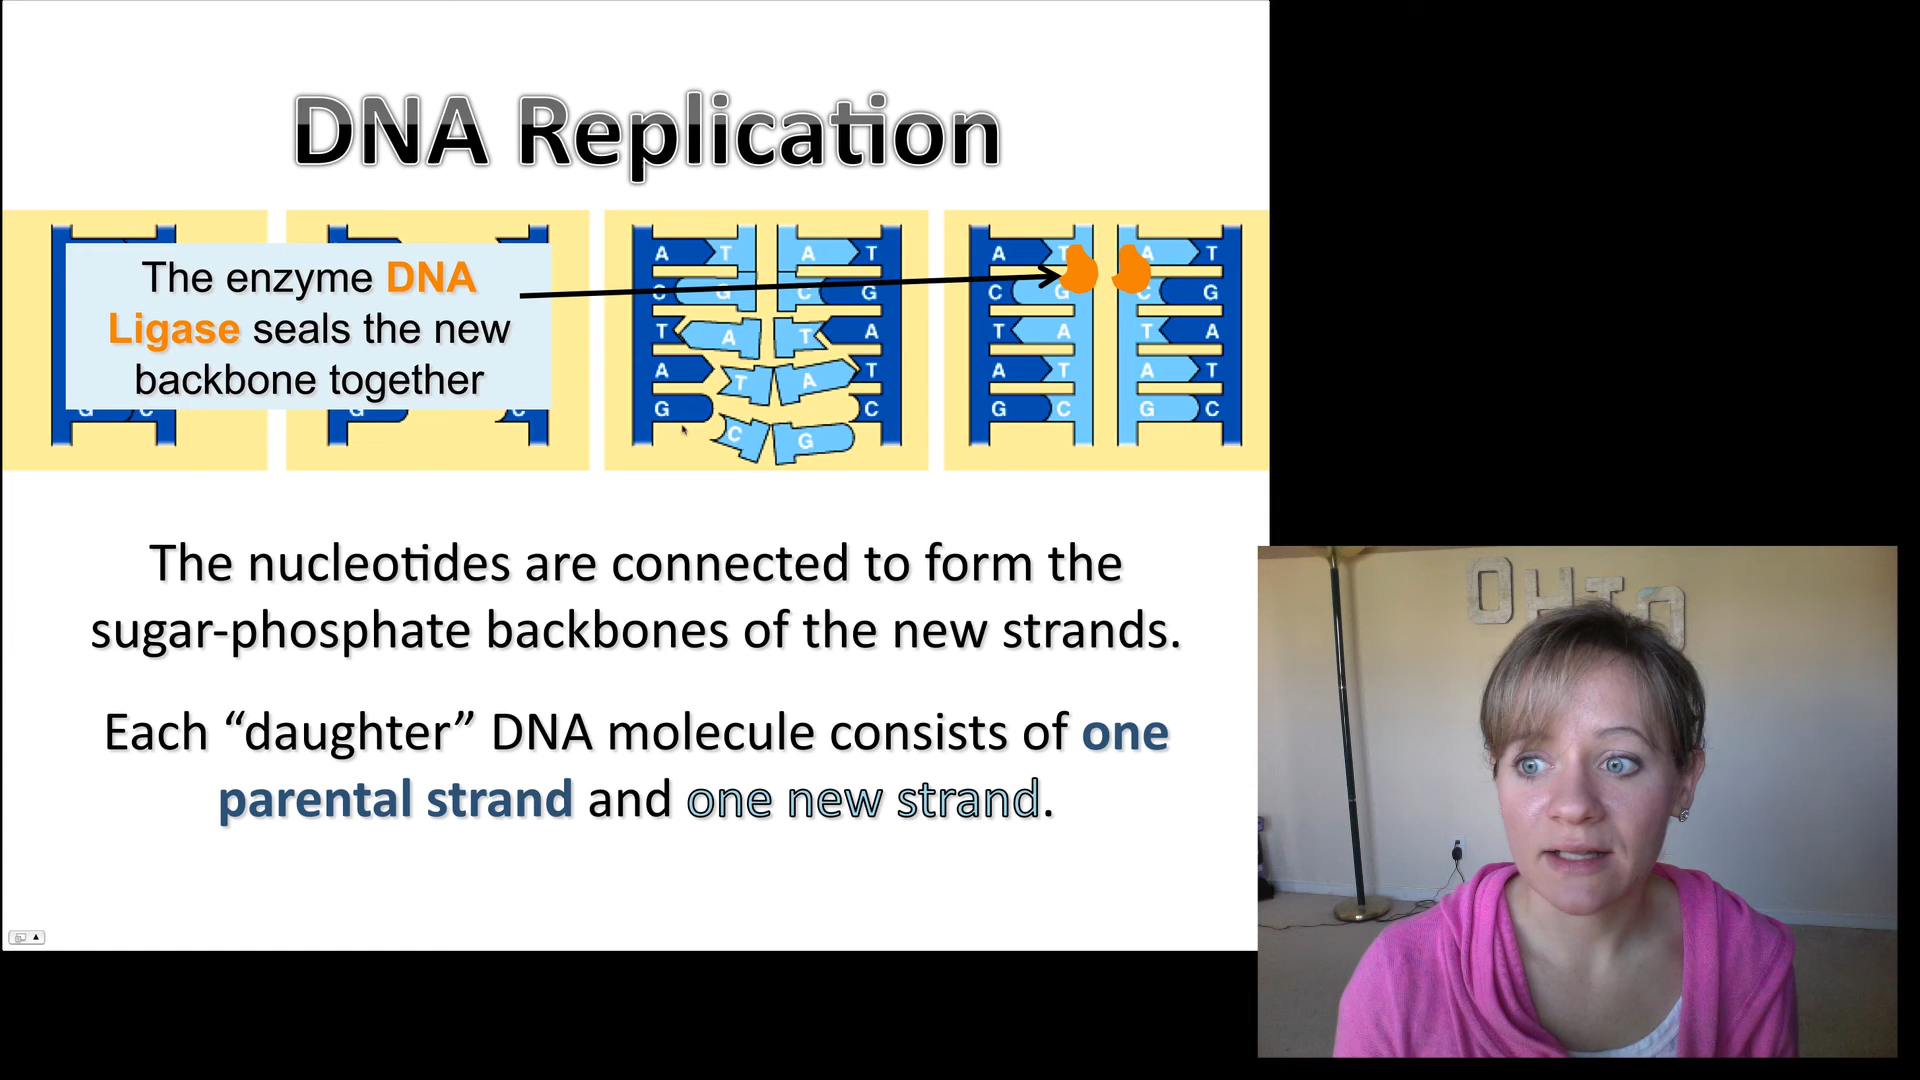 DNA Replication
The enzyme DNA
Ligase seals the new
backbone together
G C
G C
A T A T
C G C G
T A T A
A T A T
G C G C
A T A T
C G C G
T A T A
A T A T
G C G C
The nucleotides are connected to form the
sugar-phosphate backbones of the new strands.
Each “daughter” DNA molecule consists of one
parental strand and one new strand.
OHIO